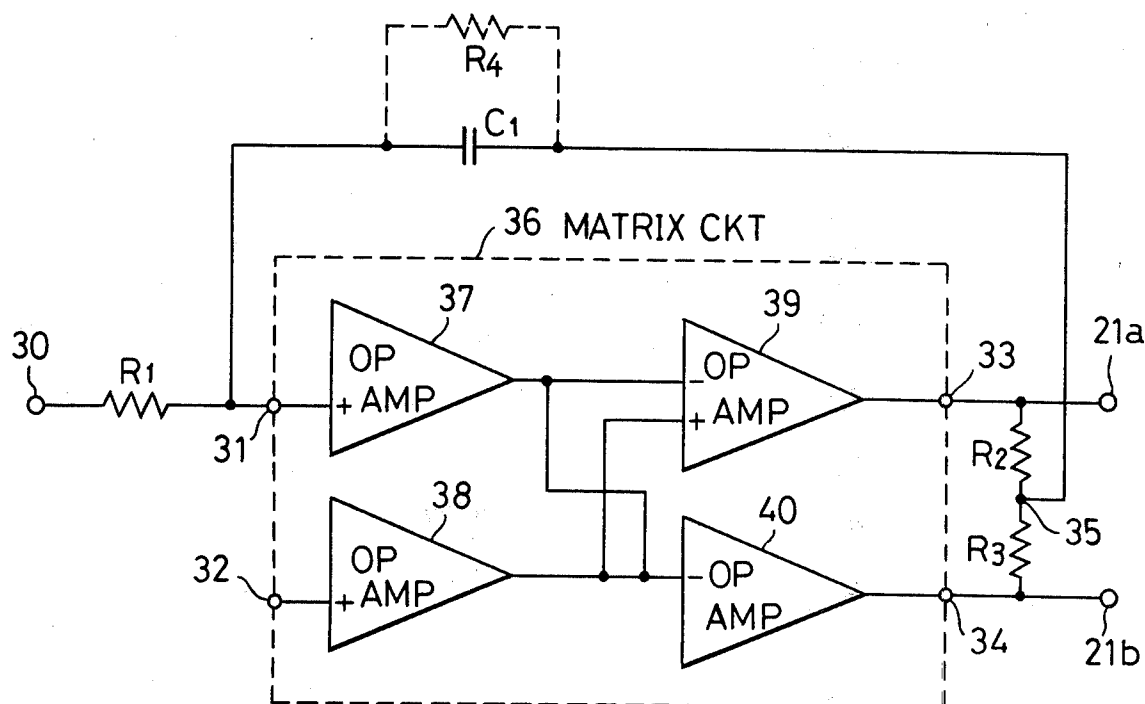 R4
C1
36 MATRIX CKT
37
39
30
R1
OP
+ AMP
- OP
+ AMP
33
21a
31
R2
38
40
35
32
OP
+ AMP
- OP
AMP
R3
34
21b